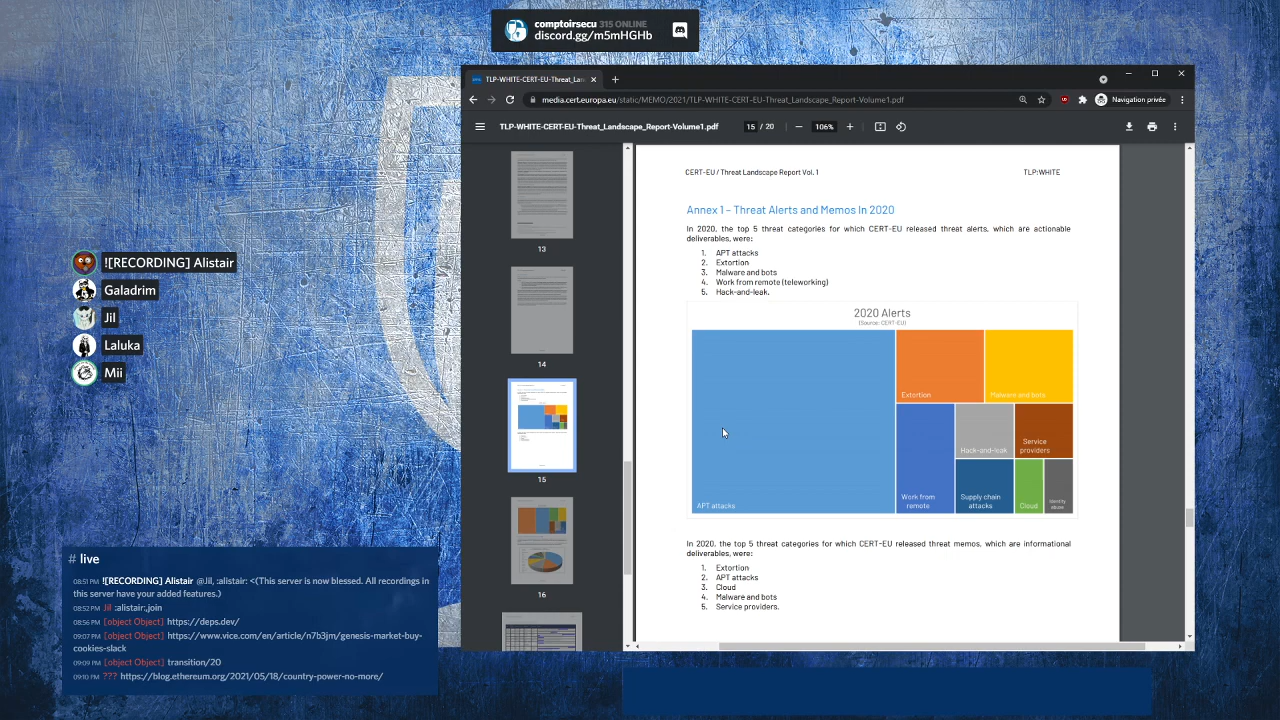 comptoirsecu 315 ONLINE
discord.gg/m5mHGHb
TLP-WHITE-CERT-EU-Threat_Lan
media.cert.europa.eu/static/MEMO/2021/TLP-WHITE-CERT-EU-Threat_Landscape_Report-Volume1.pdf
Navigation privée
TLP-WHITE-CERT-EU-Threat_Landscape_Report-Volume1.pdf
15 / 20
106%
13
14
15
16
CERT-EU / Threat Landscape Report Vol. 1
TLP:WHITE
Annex 1 – Threat Alerts and Memos In 2020
In 2020, the top 5 threat categories for which CERT-EU released threat alerts, which are actionable
deliverables, were:
1. APT attacks
2. Extortion
3. Malware and bots
4. Work from remote (teleworking)
5. Hack-and-leak.
2020 Alerts
(Source: CERT-EU)
APT attacks
Extortion
Malware and bots
Work from
remote
Hack-and-leak
Service
providers
Supply chain
attacks
Cloud
Identity
abuse
In 2020, the top 5 threat categories for which CERT-EU released threat memos, which are informational
deliverables, were:
1. Extortion
2. APT attacks
3. Cloud
4. Malware and bots
5. Service providers.
![RECORDING] Alistair
Galadrim
Jil
Laluka
Mii
# live
08:51 PM ![RECORDING] Alistair @Jil, :alistair: <(This server is now blessed. All recordings in
this server have your added features.)
08:52 PM Jil :alistair:,join
08:56 PM [object Object] https://deps.dev/
09:07 PM [object Object] https://www.vice.com/en/article/n7b3jm/genesis-market-buy-
cookies-slack
09:09 PM [object Object] transition/20
09:10 PM ??? https://blog.ethereum.org/2021/05/18/country-power-no-more/